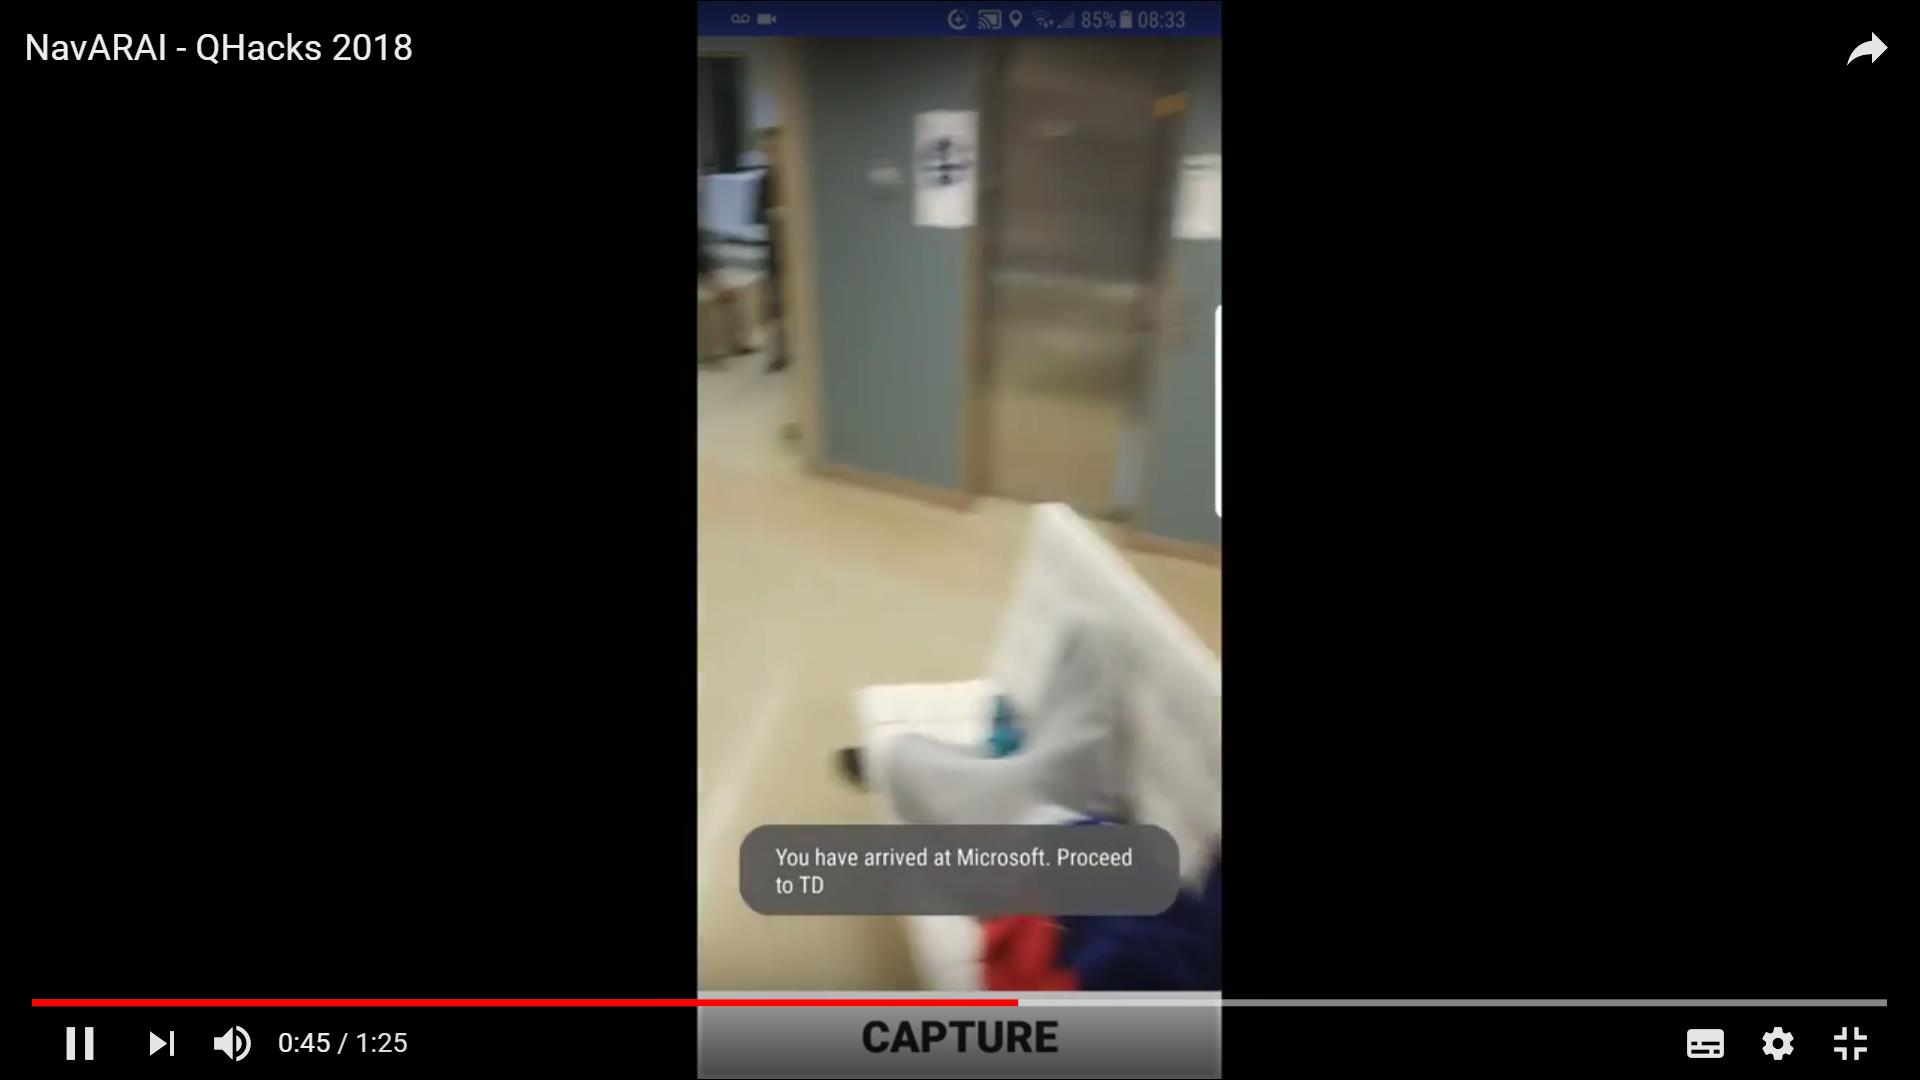 NavARAI - QHacks 2018
85% 08:33
You have arrived at Microsoft. Proceed
to TD
CAPTURE
0:45 / 1:25